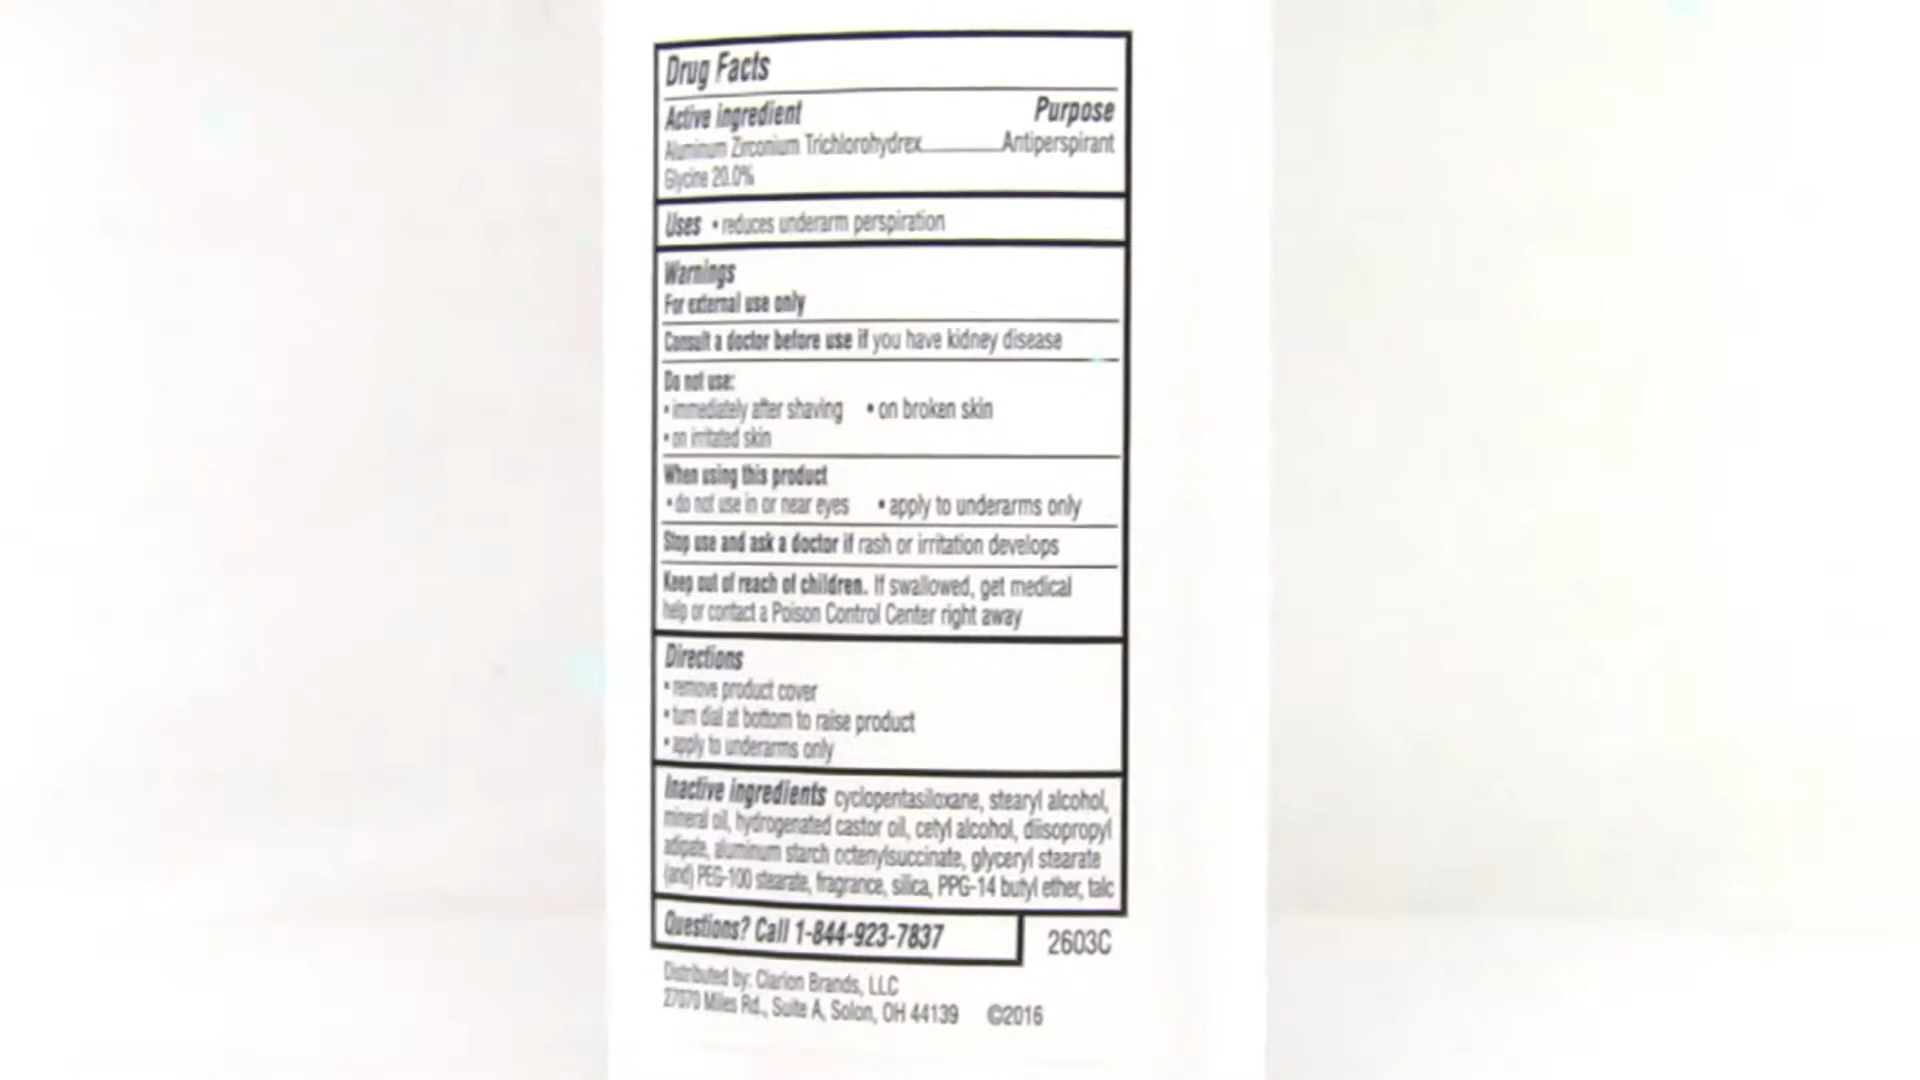 Drug Facts
Active ingredient Purpose
Aluminum Zirconium Trichlorohydrex Antiperspirant
Glycine 20.0%
Uses • reduces underarm perspiration
Warnings
For external use only
Consult a doctor before use if you have kidney disease
Do not use:
• immediately after shaving • on broken skin
• on irritated skin
When using this product
• do not use in or near eyes • apply to underarms only
Stop use and ask a doctor if rash or irritation develops
Keep out of reach of children. If swallowed, get medical
help or contact a Poison Control Center right away
Directions
• remove product cover
• turn dial at bottom to raise product
• apply to underarms only
Inactive ingredients cyclopentasiloxane, stearyl alcohol,
mineral oil, hydrogenated castor oil, cetyl alcohol, diisopropyl
adipate, aluminum starch octenylsuccinate, glyceryl stearate
(and) PEG-100 stearate, fragrance, silica, PPG-14 butyl ether, talc
Questions? Call 1-844-923-7837 2603C
Distributed by: Clarion Brands, LLC
27070 Miles Rd., Suite A, Solon, OH 44139 ©2016